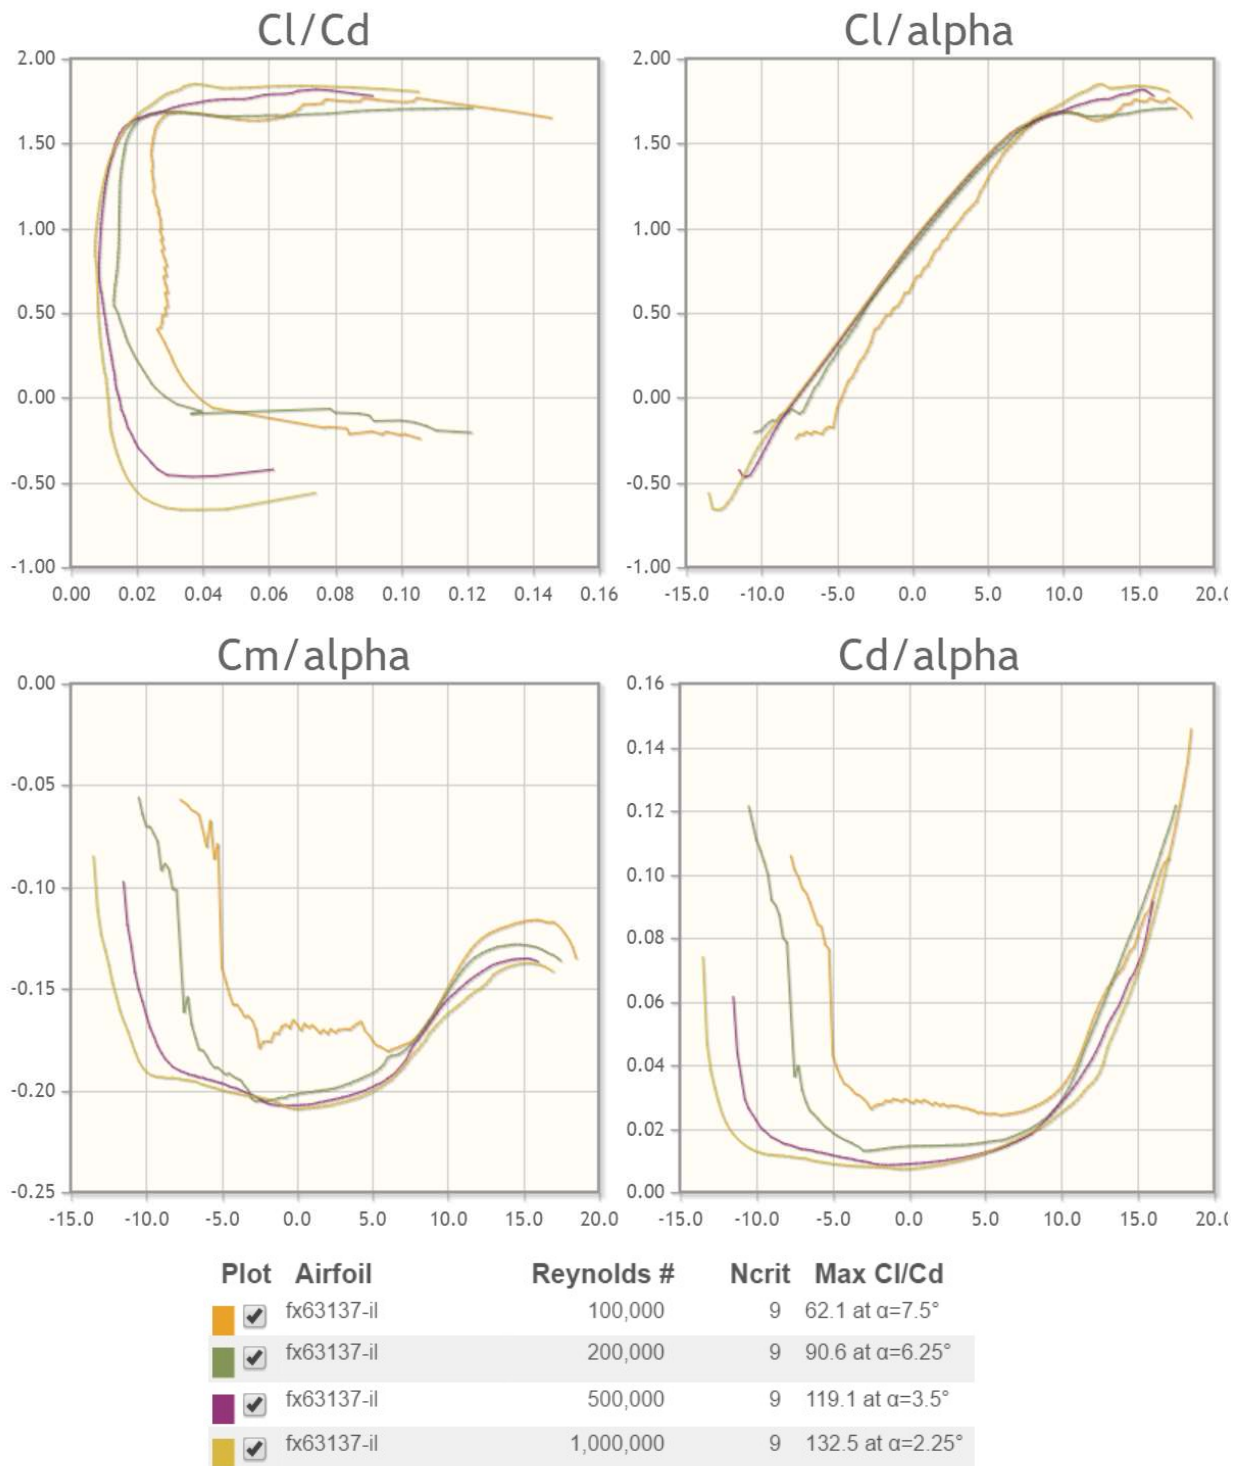 Cl/Cd
2.00
1.50
1.00
0.50
0.00
-0.50
-1.00
0.00 0.02 0.04 0.06 0.08 0.10 0.12 0.14 0.16
Cl/alpha
2.00
1.50
1.00
0.50
0.00
-0.50
-1.00
-15.0 -10.0 -5.0 0.0 5.0 10.0 15.0 20.0
Cm/alpha
0.00
-0.05
-0.10
-0.15
-0.20
-0.25
-15.0 -10.0 -5.0 0.0 5.0 10.0 15.0 20.0
Cd/alpha
0.16
0.14
0.12
0.10
0.08
0.06
0.04
0.02
0.00
-15.0 -10.0 -5.0 0.0 5.0 10.0 15.0 20.0
Plot Airfoil Reynolds # Ncrit Max Cl/Cd
fx63137-il 100,000 9 62.1 at α=7.5°
fx63137-il 200,000 9 90.6 at α=6.25°
fx63137-il 500,000 9 119.1 at α=3.5°
fx63137-il 1,000,000 9 132.5 at α=2.25°